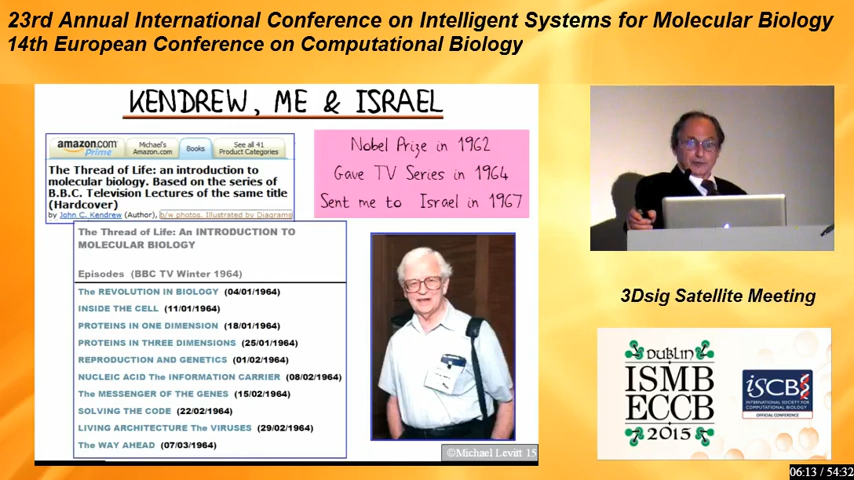 23rd Annual International Conference on Intelligent Systems for Molecular Biology
14th European Conference on Computational Biology
KENDREW, ME & ISRAEL
amazon.com
Prime
Michael's
Amazon.com
Books
See all 41
Product Categories
The Thread of Life: an introduction to
molecular biology. Based on the series of
B.B.C. Television Lectures of the same title
(Hardcover)
by John C. Kendrew (Author), b/w photos. Illustrated by Diagrams
Nobel Prize in 1962
Gave TV Series in 1964
Sent me to Israel in 1967
The Thread of Life: An INTRODUCTION TO
MOLECULAR BIOLOGY
Episodes (BBC TV Winter 1964)
The REVOLUTION IN BIOLOGY (04/01/1964)
INSIDE THE CELL (11/01/1964)
PROTEINS IN ONE DIMENSION (18/01/1964)
PROTEINS IN THREE DIMENSIONS (25/01/1964)
REPRODUCTION AND GENETICS (01/02/1964)
NUCLEIC ACID The INFORMATION CARRIER (08/02/1964)
The MESSENGER OF THE GENES (15/02/1964)
SOLVING THE CODE (22/02/1964)
LIVING ARCHITECTURE The VIRUSES (29/02/1964)
The WAY AHEAD (07/03/1964)
©Michael Levitt 15
3Dsig Satellite Meeting
DUBLIN
ISMB
ECCB
2015
ISCB
INTERNATIONAL SOCIETY FOR
COMPUTATIONAL BIOLOGY
OFFICIAL CONFERENCE
06:13 / 54:32